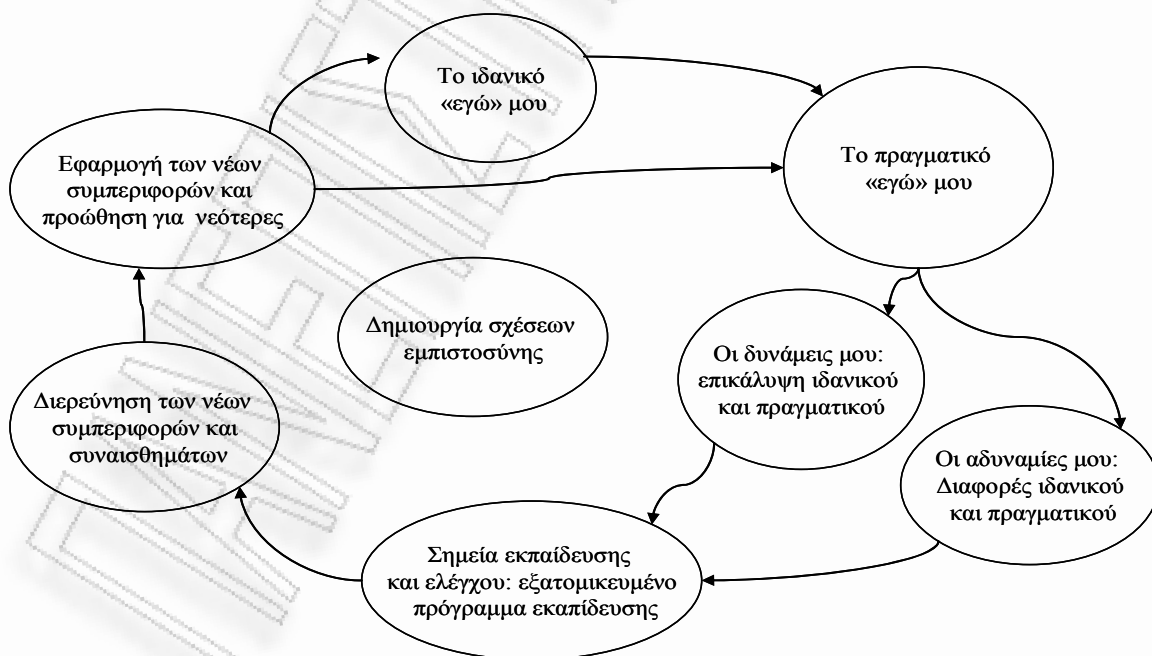 Το ιδανικό
«εγώ» μου
Το πραγματικό
«εγώ» μου
Εφαρμογή των νέων
συμπεριφορών και
προώθηση για νεότερες
Δημιουργία σχέσεων
εμπιστοσύνης
Οι δυνάμεις μου:
επικάλυψη ιδανικού
και πραγματικού
Διερεύνηση των νέων
συμπεριφορών και
συναισθημάτων
Οι αδυναμίες μου:
Διαφορές ιδανικού
και πραγματικού
Σημεία εκπαίδευσης
και ελέγχου: εξατομικευμένο
πρόγραμμα εκαπίδευσης